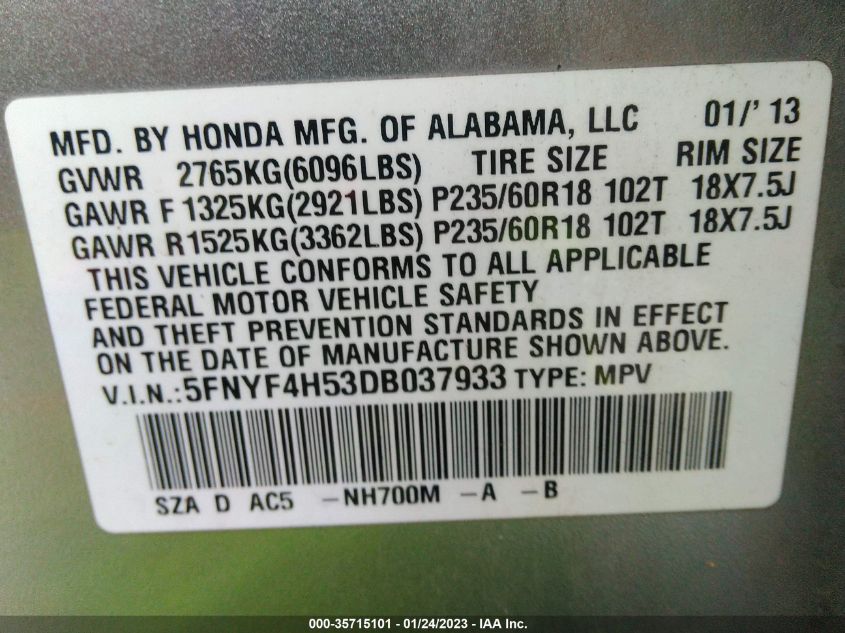 MFD. BY HONDA MFG. OF ALABAMA, LLC 01/' 13
GVWR 2765KG(6096LBS) TIRE SIZE RIM SIZE
GAWR F 1325KG(2921LBS) P235/60R18 102T 18X7.5J
GAWR R1525KG(3362LBS) P235/60R18 102T 18X7.5J
THIS VEHICLE CONFORMS TO ALL APPLICABLE
FEDERAL MOTOR VEHICLE SAFETY
AND THEFT PREVENTION STANDARDS IN EFFECT
ON THE DATE OF MANUFACTURE SHOWN ABOVE.
V.I.N.:5FNYF4H53DB037933 TYPE: MPV
SZA D AC5 -NH700M -A -B
000-35715101 - 01/24/2023 - IAA Inc.